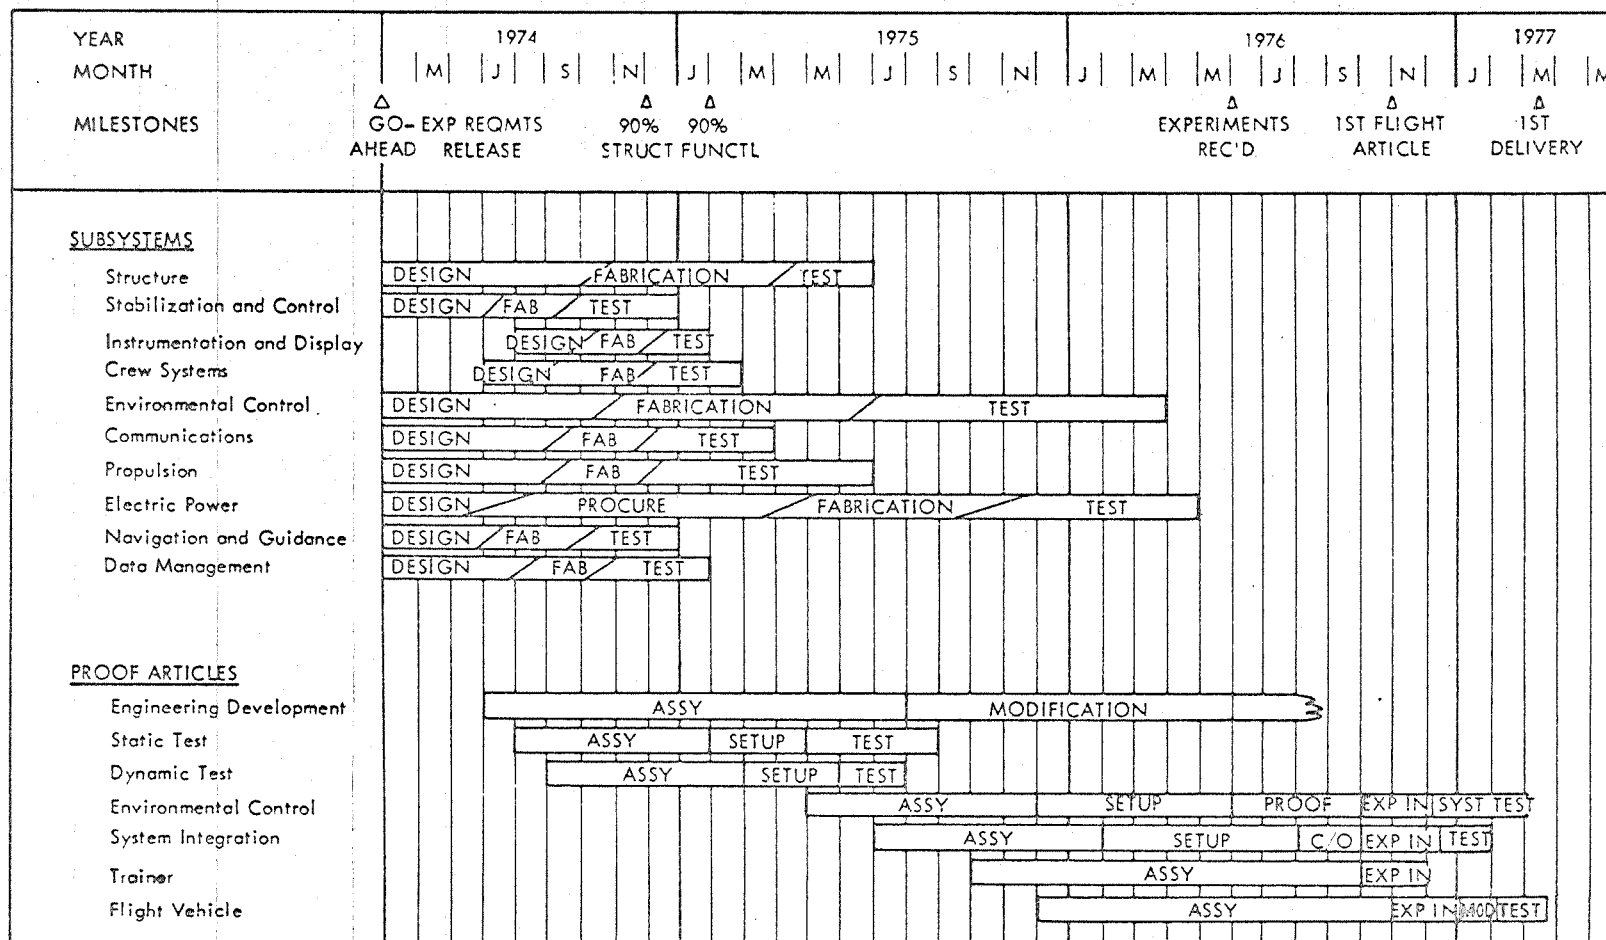 YEAR 1974 1975 1976 1977
MONTH M J S N J M M J S N J M M J S N J M M
MILESTONES GO-AHEAD EXP REQMTS RELEASE 90% STRUCT 90% FUNCTL EXPERIMENTS REC'D 1ST FLIGHT ARTICLE 1ST DELIVERY
SUBSYSTEMS
Structure DESIGN FABRICATION TEST
Stabilization and Control DESIGN FAB TEST
Instrumentation and Display DESIGN FAB TEST
Crew Systems DESIGN FAB TEST
Environmental Control DESIGN FABRICATION TEST
Communications DESIGN FAB TEST
Propulsion DESIGN FAB TEST
Electric Power DESIGN PROCURE FABRICATION TEST
Navigation and Guidance DESIGN FAB TEST
Data Management DESIGN FAB TEST
PROOF ARTICLES
Engineering Development ASSY MODIFICATION
Static Test ASSY SETUP TEST
Dynamic Test ASSY SETUP TEST
Environmental Control ASSY SETUP PROOF EXP IN SYST TEST
System Integration ASSY SETUP C/O EXP IN TEST
Trainer ASSY EXP IN
Flight Vehicle ASSY EXP IN MOD TEST